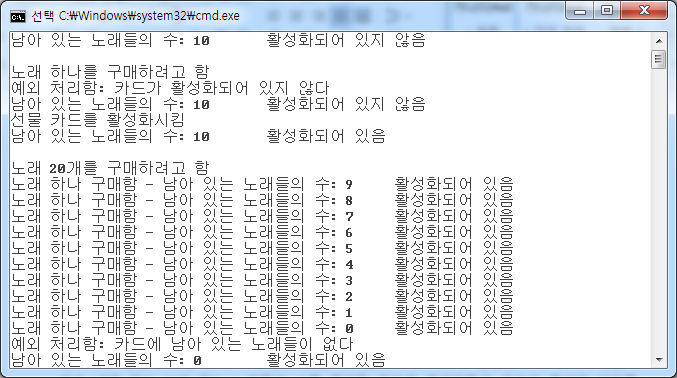 선택 C:\Windows\system32\cmd.exe
남아 있는 노래들의 수: 10 활성화되어 있지 않음
노래 하나를 구매하려고 함
예외 처리함: 카드가 활성화되어 있지 않다
남아 있는 노래들의 수: 10 활성화되어 있지 않음
선물 카드를 활성화시킴
남아 있는 노래들의 수: 10 활성화되어 있음
노래 20개를 구매하려고 함
노래 하나 구매함 - 남아 있는 노래들의 수: 9 활성화되어 있음
노래 하나 구매함 - 남아 있는 노래들의 수: 8 활성화되어 있음
노래 하나 구매함 - 남아 있는 노래들의 수: 7 활성화되어 있음
노래 하나 구매함 - 남아 있는 노래들의 수: 6 활성화되어 있음
노래 하나 구매함 - 남아 있는 노래들의 수: 5 활성화되어 있음
노래 하나 구매함 - 남아 있는 노래들의 수: 4 활성화되어 있음
노래 하나 구매함 - 남아 있는 노래들의 수: 3 활성화되어 있음
노래 하나 구매함 - 남아 있는 노래들의 수: 2 활성화되어 있음
노래 하나 구매함 - 남아 있는 노래들의 수: 1 활성화되어 있음
노래 하나 구매함 - 남아 있는 노래들의 수: 0 활성화되어 있음
예외 처리함: 카드에 남아 있는 노래들이 없다
남아 있는 노래들의 수: 0 활성화되어 있음